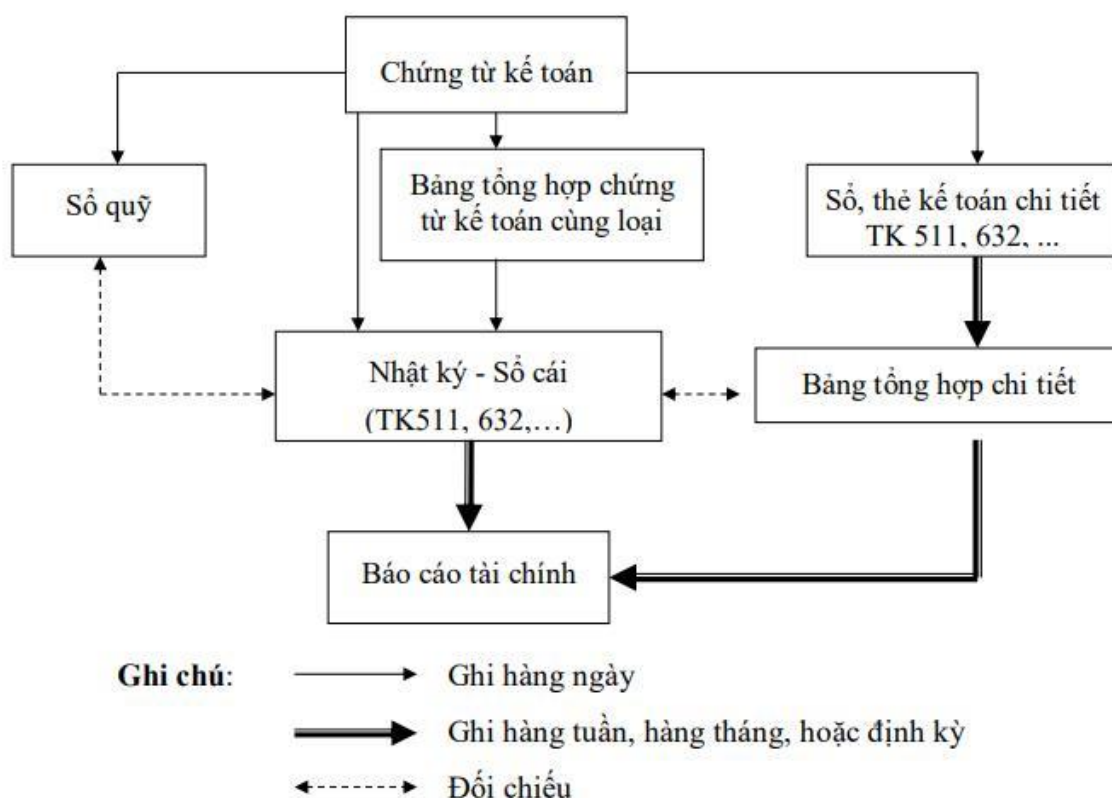 Chứng từ kế toán
Sổ quỹ
Bảng tổng hợp chứng
từ kế toán cùng loại
Sổ, thẻ kế toán chi tiết
TK 511, 632, ...
Nhật ký - Sổ cái
(TK511, 632,…)
Bảng tổng hợp chi tiết
Báo cáo tài chính
Ghi chú:
Ghi hàng ngày
Ghi hàng tuần, hàng tháng, hoặc định kỳ
Đối chiếu